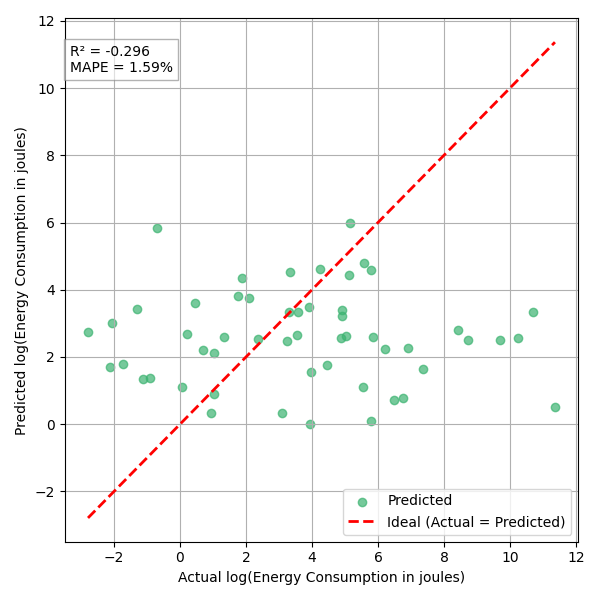 R² = -0.296
MAPE = 1.59%
12
10
8
6
4
2
0
−2
Predicted log(Energy Consumption in joules)
Predicted
Ideal (Actual = Predicted)
−2 0 2 4 6 8 10 12
Actual log(Energy Consumption in joules)